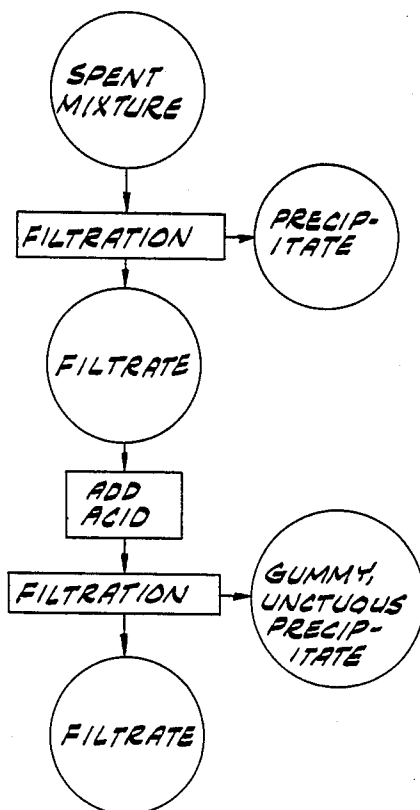 SPENT
MIXTURE
FILTRATION
PRECIP-
ITATE
FILTRATE
ADD
ACID
FILTRATION
GUMMY,
UNCTUOUS
PRECIP-
ITATE
FILTRATE